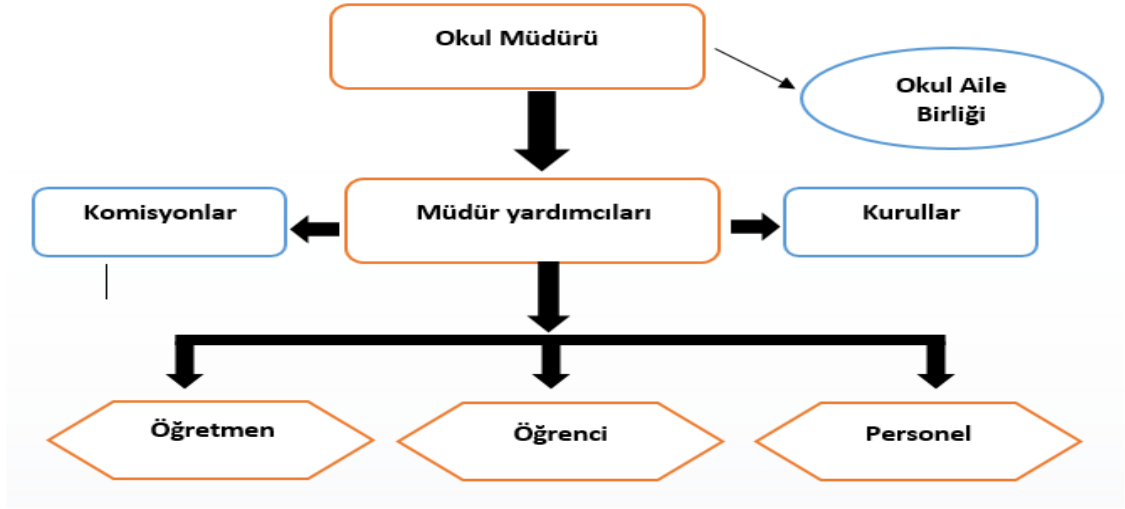 Okul Müdürü
Okul Aile
Birliği
Komisyonlar
Müdür yardımcıları
Kurullar
Öğretmen
Öğrenci
Personel